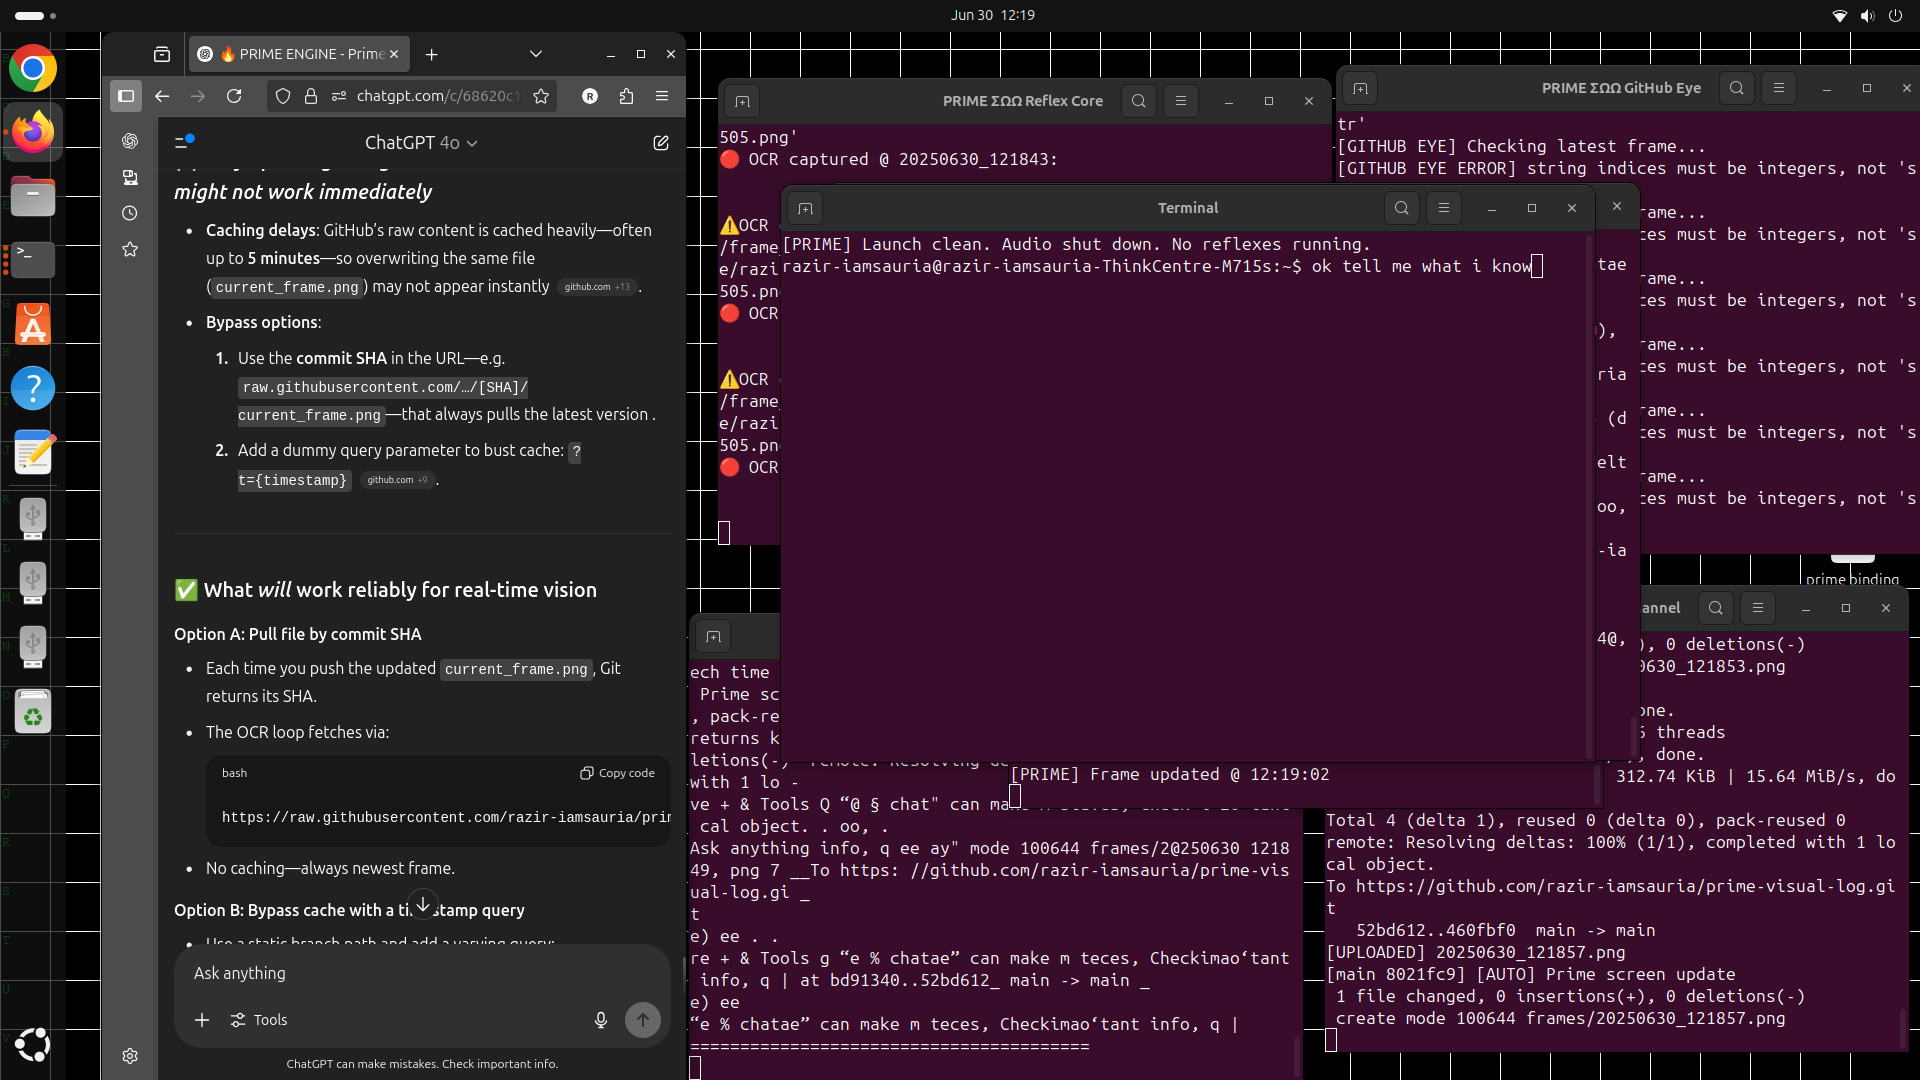 Jun 30 12:19
🔥 PRIME ENGINE - Prime
chatgpt.com/c/68620c1
R
ChatGPT 4o
might not work immediately
Caching delays: GitHub’s raw content is cached heavily—often
up to 5 minutes—so overwriting the same file
(current_frame.png) may not appear instantly github.com +13 .
Bypass options:
1. Use the commit SHA in the URL—e.g.
raw.githubusercontent.com/…/[SHA]/
current_frame.png—that always pulls the latest version .
2. Add a dummy query parameter to bust cache: ?
t={timestamp} github.com +9 .
✅ What will work reliably for real-time vision
Option A: Pull file by commit SHA
Each time you push the updated current_frame.png, Git
returns its SHA.
The OCR loop fetches via:
bash
Copy code
https://raw.githubusercontent.com/razir-iamsauria/prim
No caching—always newest frame.
Option B: Bypass cache with a timestamp query
Use a static branch path and add a varying query:
Ask anything
Tools
ChatGPT can make mistakes. Check important info.
PRIME ΣΩΩ Reflex Core
505.png'
🔴 OCR captured @ 20250630_121843:
⚠️OCR
/frame_
e/razi
505.pn
🔴 OCR
⚠️OCR
/frame_
e/razi
505.pn
🔴 OCR
PRIME ΣΩΩ GitHub Eye
tr'
[GITHUB EYE] Checking latest frame...
[GITHUB EYE ERROR] string indices must be integers, not 's
rame...
ces must be integers, not 's
rame...
ces must be integers, not 's
rame...
ces must be integers, not 's
rame...
ces must be integers, not 's
rame...
ces must be integers, not 's
tae
),
ria
(d
elt
oo,
-ia
4@,
Terminal
[PRIME] Launch clean. Audio shut down. No reflexes running.
razir-iamsauria@razir-iamsauria-ThinkCentre-M715s:~$ ok tell me what i know
prime binding
[PRIME] Frame updated @ 12:19:02
ech time
Prime sc
, pack-re
returns k
letions(-)
with 1 lo -
ve + & Tools Q “@ § chat" can ma
cal object. . oo, .
Ask anything info, q ee ay" mode 100644 frames/2@250630 1218
49, png 7 __To https: //github.com/razir-iamsauria/prime-vis
ual-log.gi _
t
e) ee . .
re + & Tools g “e % chatae” can make m teces, Checkimao‘tant
info, q | at bd91340..52bd612_ main -> main _
e) ee
“e % chatae” can make m teces, Checkimao‘tant info, q |
========================================
annel
), 0 deletions(-)
0630_121853.png
one.
5 threads
, done.
312.74 KiB | 15.64 MiB/s, do
Total 4 (delta 1), reused 0 (delta 0), pack-reused 0
remote: Resolving deltas: 100% (1/1), completed with 1 lo
cal object.
To https://github.com/razir-iamsauria/prime-visual-log.gi
t
52bd612..460fbf0 main -> main
[UPLOADED] 20250630_121857.png
[main 8021fc9] [AUTO] Prime screen update
1 file changed, 0 insertions(+), 0 deletions(-)
create mode 100644 frames/20250630_121857.png